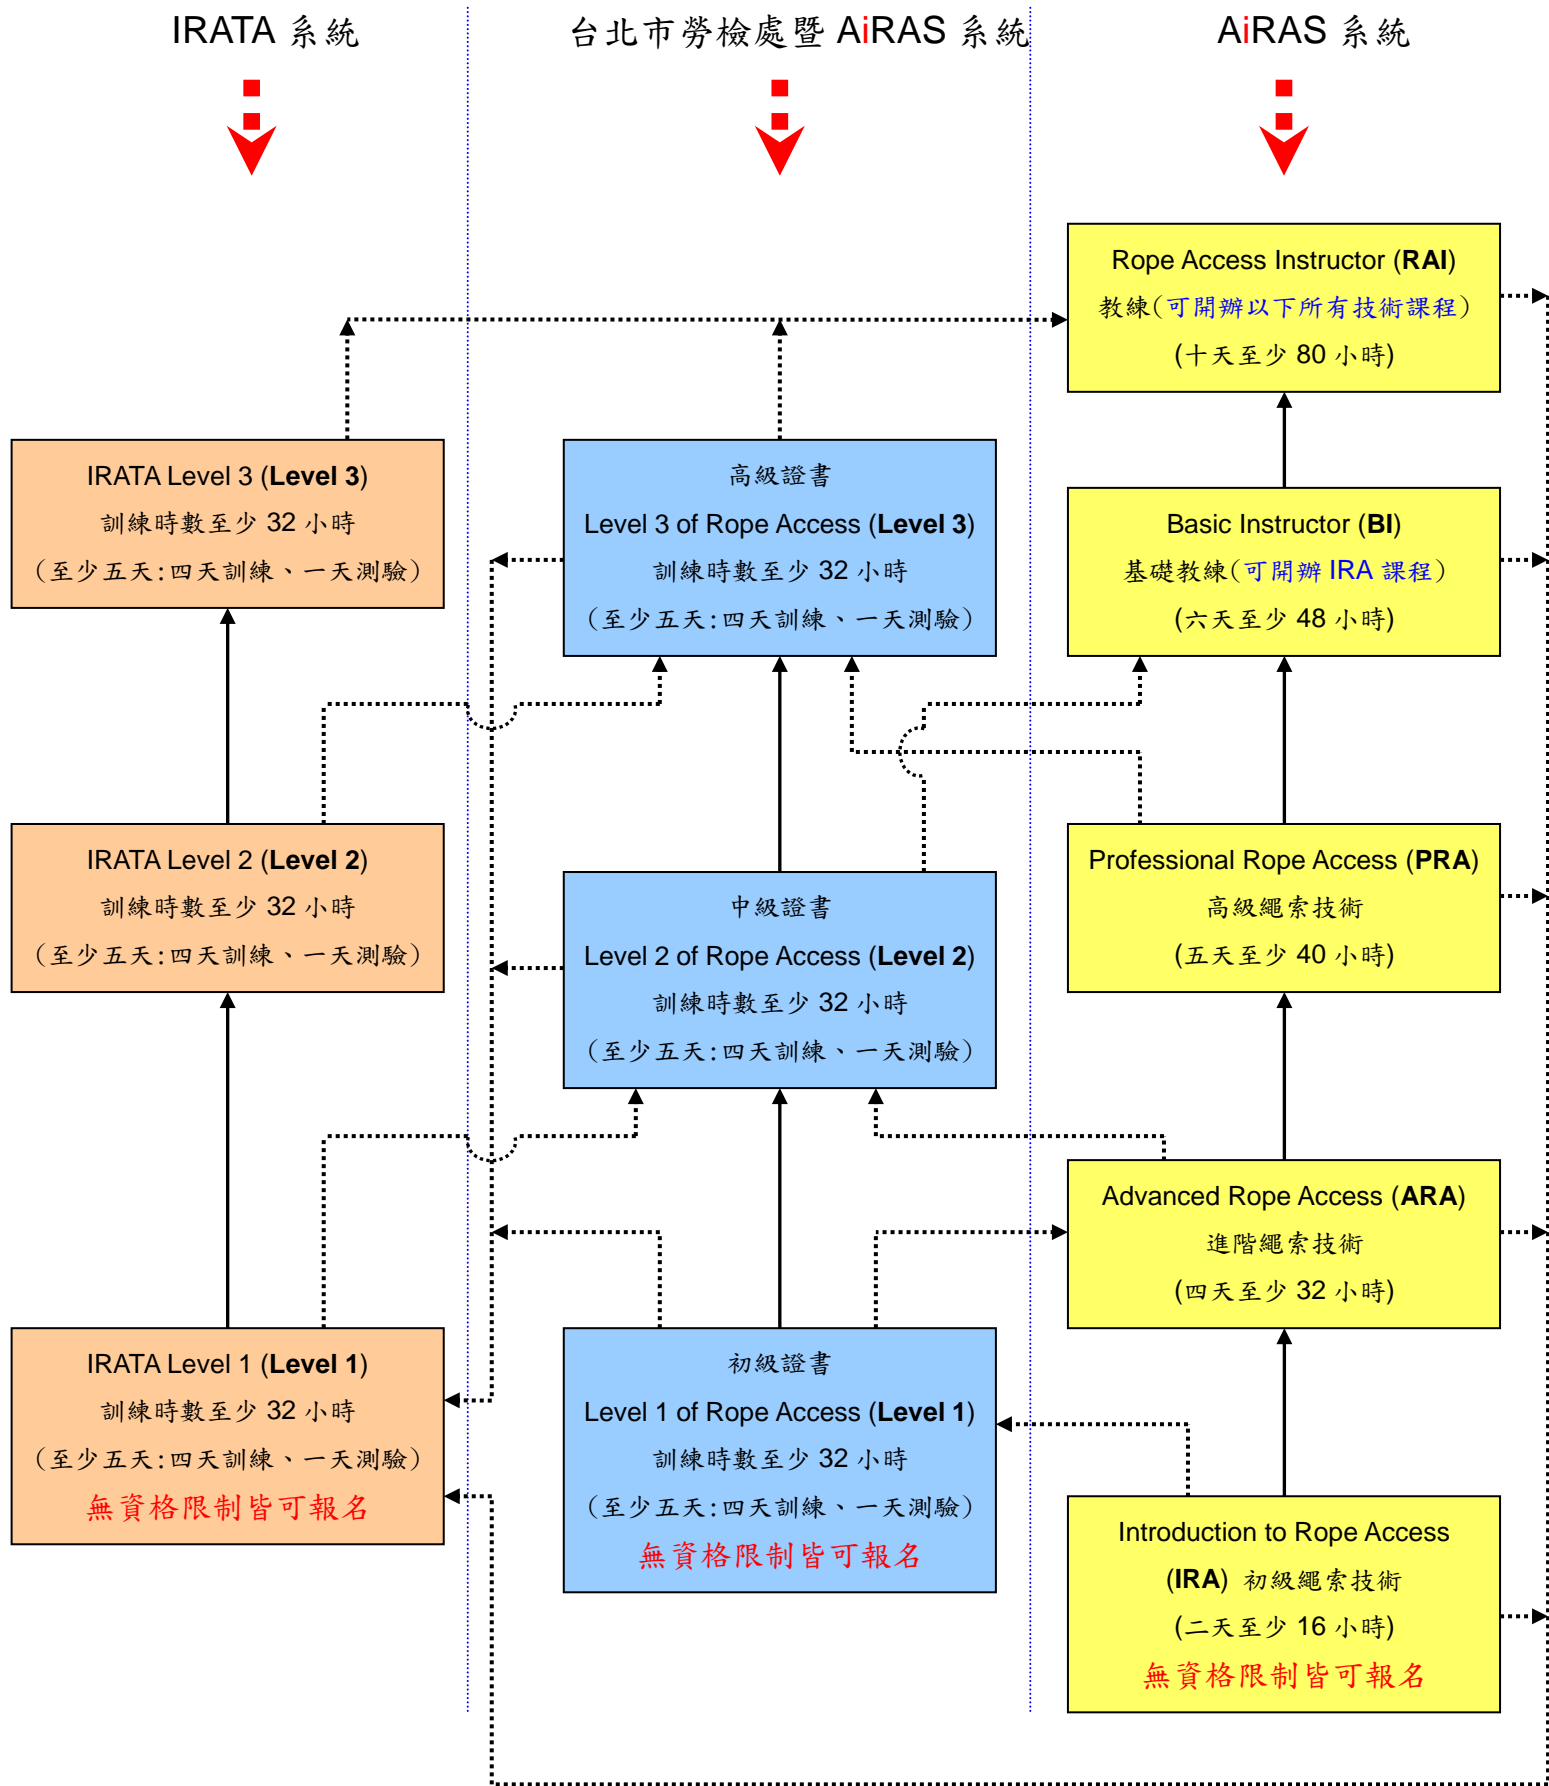 IRATA 系統
台北市勞檢處暨 AiRAS 系統
AiRAS 系統
Rope Access Instructor (RAI)
教練(可開辦以下所有技術課程)
(十天至少 80 小時)
IRATA Level 3 (Level 3)
訓練時數至少 32 小時
(至少五天:四天訓練、一天測驗)
高級證書
Level 3 of Rope Access (Level 3)
訓練時數至少 32 小時
(至少五天:四天訓練、一天測驗)
Basic Instructor (BI)
基礎教練(可開辦 IRA 課程)
(六天至少 48 小時)
IRATA Level 2 (Level 2)
訓練時數至少 32 小時
(至少五天:四天訓練、一天測驗)
中級證書
Level 2 of Rope Access (Level 2)
訓練時數至少 32 小時
(至少五天:四天訓練、一天測驗)
Professional Rope Access (PRA)
高級繩索技術
(五天至少 40 小時)
Advanced Rope Access (ARA)
進階繩索技術
(四天至少 32 小時)
IRATA Level 1 (Level 1)
訓練時數至少 32 小時
(至少五天:四天訓練、一天測驗)
無資格限制皆可報名
初級證書
Level 1 of Rope Access (Level 1)
訓練時數至少 32 小時
(至少五天:四天訓練、一天測驗)
無資格限制皆可報名
Introduction to Rope Access
(IRA) 初級繩索技術
(二天至少 16 小時)
無資格限制皆可報名